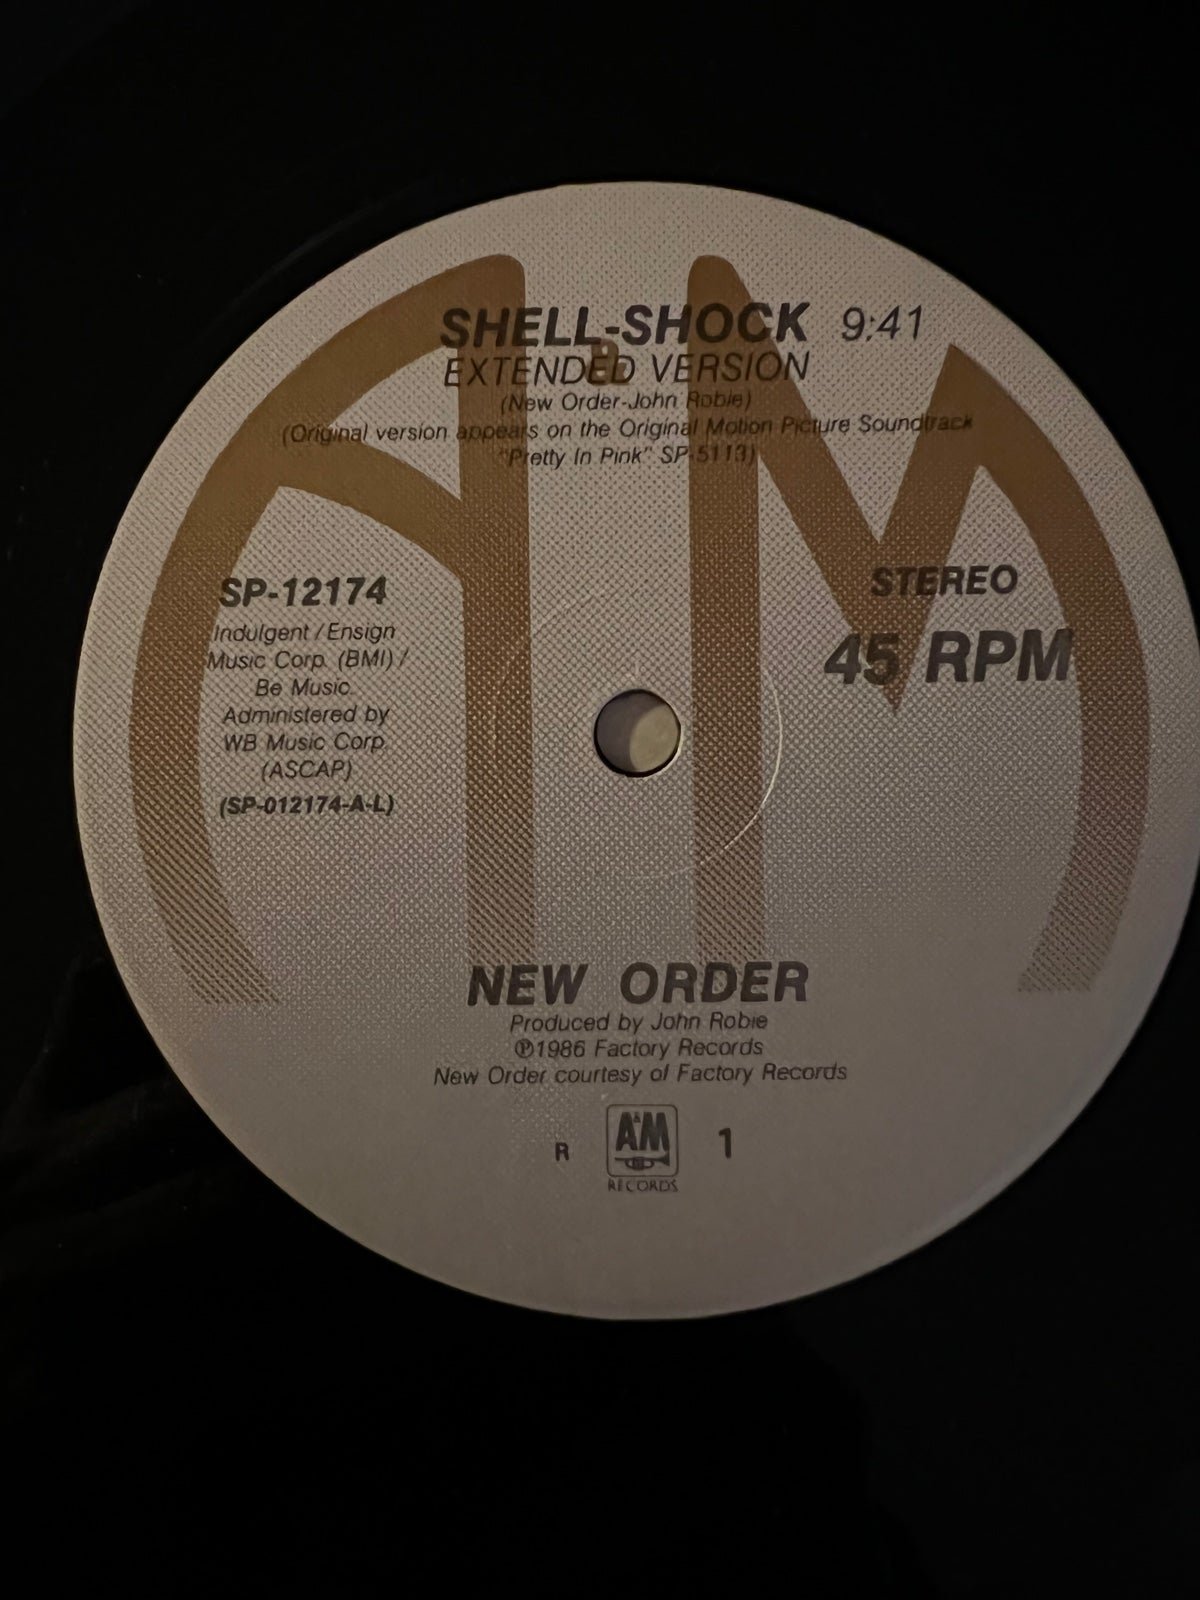 SHELL-SHOCK 9:41
EXTENDED VERSION
(New Order-John Robie)
(Original version appears on the Original Motion Picture Soundtrack
"Pretty In Pink" SP-5113)
SP-12174
Indulgent / Ensign
Music Corp. (BMI) /
Be Music.
Administered by
WB Music Corp.
(ASCAP)
(SP-012174-A-L)
STEREO
45 RPM
NEW ORDER
Produced by John Robie
℗1986 Factory Records
New Order courtesy of Factory Records
R
A&M
RECORDS
1